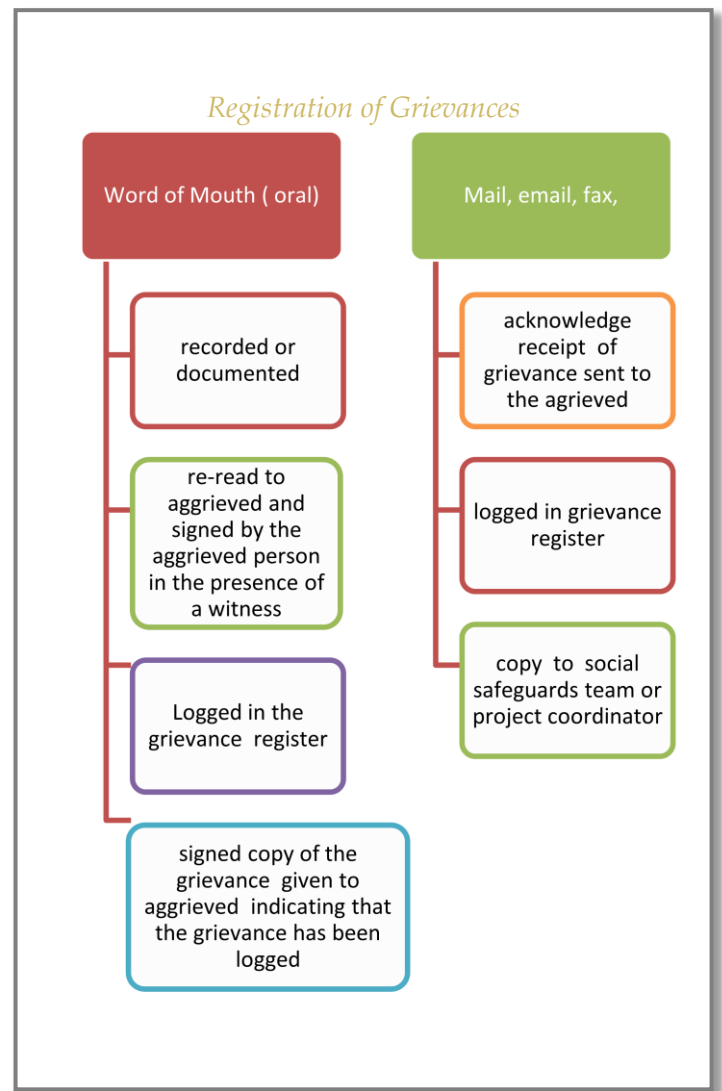 Registration of Grievances
Word of Mouth ( oral)
recorded or
documented
re-read to
aggrieved and
signed by the
aggrieved person
in the presence of
a witness
Logged in the
grievance register
signed copy of the
grievance given to
aggrieved indicating that
the grievance has been
logged
Mail, email, fax,
acknowledge
receipt of
grievance sent to
the agrieved
logged in grievance
register
copy to social
safeguards team or
project coordinator